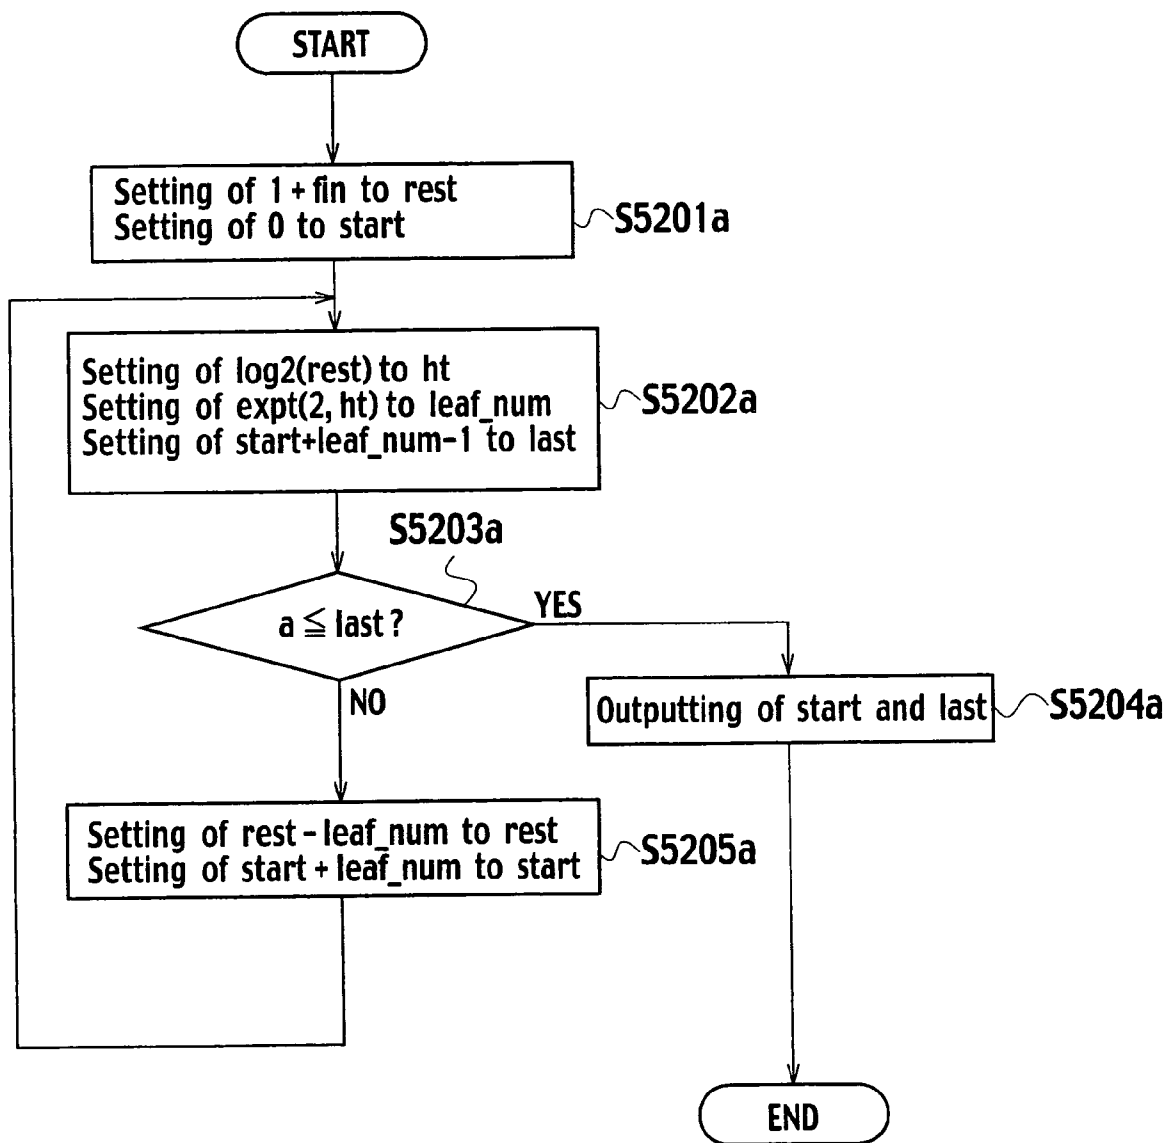 START
Setting of 1+fin to rest
Setting of 0 to start
S5201a
Setting of log2(rest) to ht
Setting of expt(2, ht) to leaf_num
Setting of start+leaf_num-1 to last
S5202a
S5203a
a ≦ last ?
YES
NO
Outputting of start and last
S5204a
Setting of rest-leaf_num to rest
Setting of start+leaf_num to start
S5205a
END